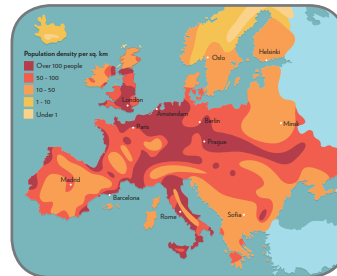 Population density per sq. km
Over 100 people
50 - 100
10 - 50
1 - 10
Under 1
Helsinki
Oslo
London
Amsterdam
Berlin
Minsk
Paris
Prague
Madrid
Barcelona
Rome
Sofia